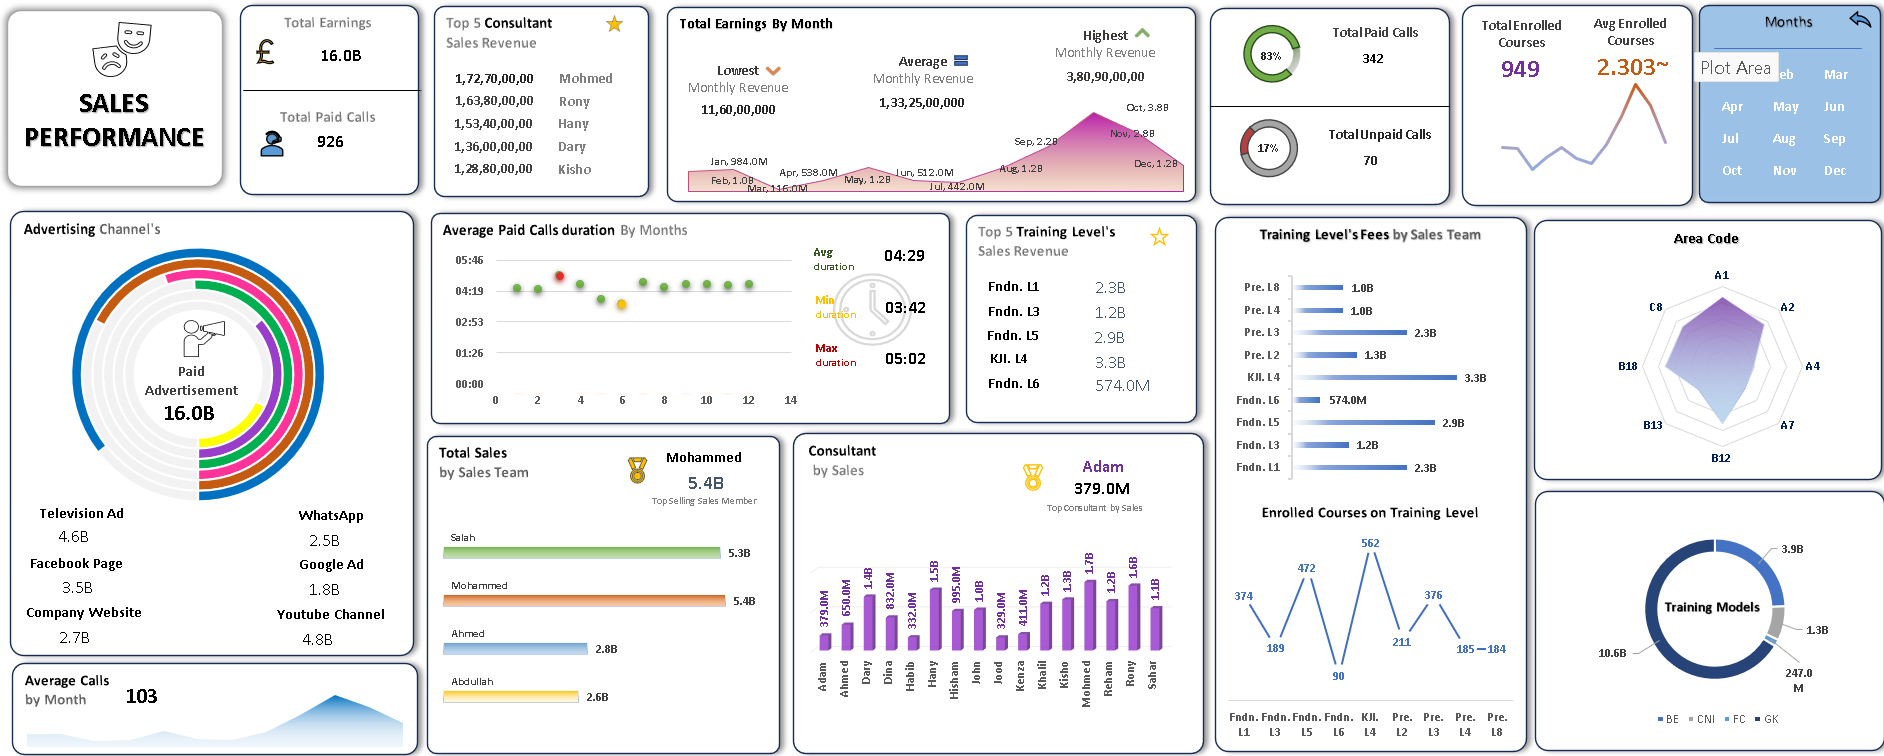 SALES
PERFORMANCE
Total Earnings
£
16.0B
Total Paid Calls
926
Top 5 Consultant
Sales Revenue
1,72,70,00,00 Mohmed
1,63,80,00,00 Rony
1,53,40,00,00 Hany
1,36,00,00,00 Dary
1,28,80,00,00 Kisho
Total Earnings By Month
Lowest
Monthly Revenue
11,60,00,000
Average
Monthly Revenue
1,33,25,00,000
Highest
Monthly Revenue
3,80,90,00,00
Jan, 984.0M
Feb, 1.0B
Mar, 116.0M
Apr, 538.0M
May, 1.2B
Jun, 512.0M
Jul, 442.0M
Aug, 1.2B
Sep, 2.2B
Oct, 3.8B
Nov, 2.8B
Dec, 1.2B
83%
Total Paid Calls
342
17%
Total Unpaid Calls
70
Total Enrolled
Courses
949
Avg Enrolled
Courses
2.303~
Months
Plot Area
eb Mar
Apr May Jun
Jul Aug Sep
Oct Nov Dec
Advertising Channel's
Paid
Advertisement
16.0B
Television Ad
4.6B
WhatsApp
2.5B
Facebook Page
3.5B
Google Ad
1.8B
Company Website
2.7B
Youtube Channel
4.8B
Average Calls
by Month
103
Average Paid Calls duration By Months
05:46
04:19
02:53
01:26
00:00
0 2 4 6 8 10 12 14
Avg
duration
04:29
Min
duration
03:42
Max
duration
05:02
Top 5 Training Level's
Sales Revenue
Fndn. L1 2.3B
Fndn. L3 1.2B
Fndn. L5 2.9B
KJI. L4 3.3B
Fndn. L6 574.0M
Total Sales
by Sales Team
Mohammed
5.4B
Top Selling Sales Member
Salah
5.3B
Mohammed
5.4B
Ahmed
2.8B
Abdullah
2.6B
Consultant
by Sales
Adam
379.0M
Top Consultant by Sales
379.0M 650.0M 1.4B 832.0M 332.0M 1.5B 995.0M 1.0B 329.0M 411.0M 1.2B 1.3B 1.7B 1.2B 1.6B 1.1B
Adam Ahmed Dary Dina Habib Hany Hisham John Jood Kenza Khalil Kisho Mohmed Reham Rony Sahar
Training Level's Fees by Sales Team
Pre. L8 1.0B
Pre. L4 1.0B
Pre. L3 2.3B
Pre. L2 1.3B
KJI. L4 3.3B
Fndn. L6 574.0M
Fndn. L5 2.9B
Fndn. L3 1.2B
Fndn. L1 2.3B
Enrolled Courses on Training Level
374 189 472 90 562 211 376 185 184
Fndn. Fndn. Fndn. Fndn. KJI. Pre. Pre. Pre. Pre.
L1 L3 L5 L6 L4 L2 L3 L4 L8
Area Code
A1
A2
A4
A7
B12
B13
B18
C8
Training Models
3.9B
1.3B
247.0
M
10.6B
BE CNI FC GK